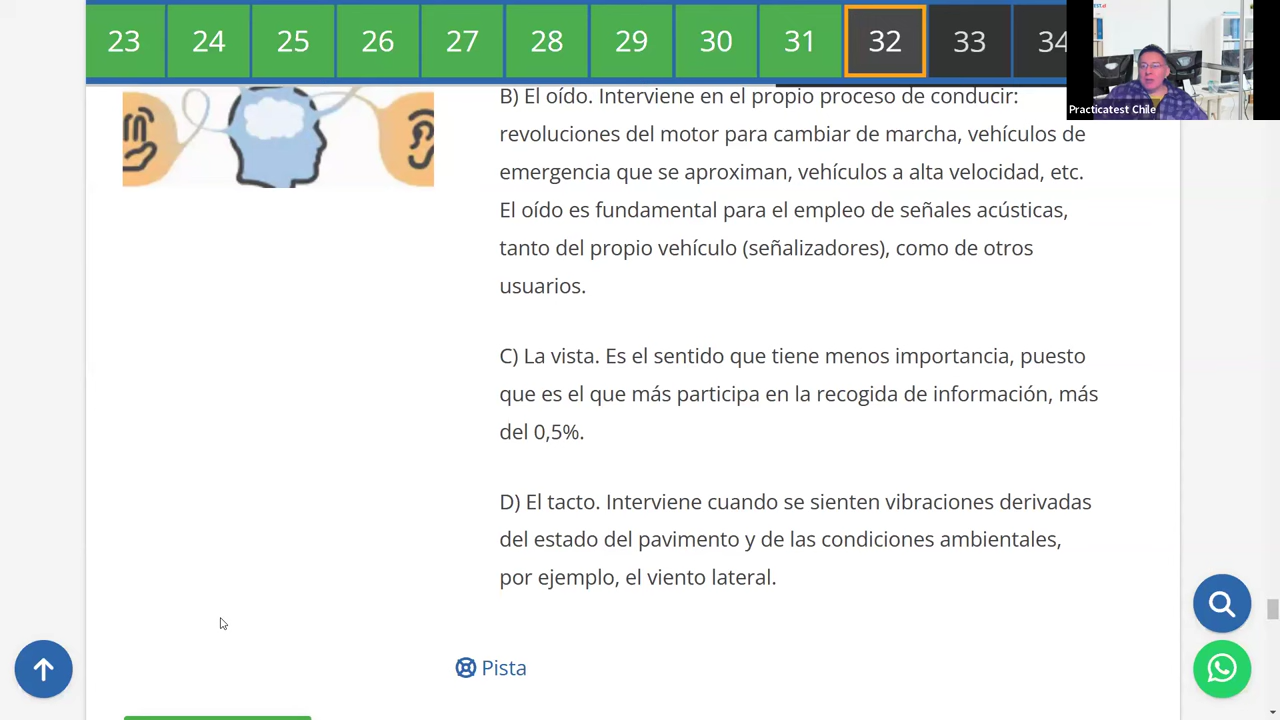 23 24 25 26 27 28 29 30 31 32 33 34
Practicatest Chile
B) El oído. Interviene en el propio proceso de conducir:
revoluciones del motor para cambiar de marcha, vehículos de
emergencia que se aproximan, vehículos a alta velocidad, etc.
El oído es fundamental para el empleo de señales acústicas,
tanto del propio vehículo (señalizadores), como de otros
usuarios.
C) La vista. Es el sentido que tiene menos importancia, puesto
que es el que más participa en la recogida de información, más
del 0,5%.
D) El tacto. Interviene cuando se sienten vibraciones derivadas
del estado del pavimento y de las condiciones ambientales,
por ejemplo, el viento lateral.
Pista